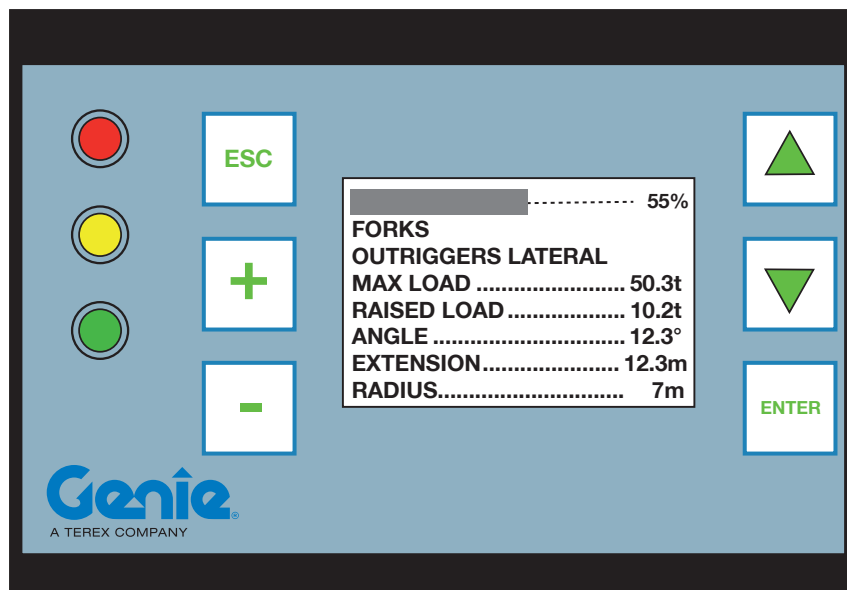 ESC
+
-
55%
FORKS
OUTRIGGERS LATERAL
MAX LOAD ........................ 50.3t
RAISED LOAD ................... 10.2t
ANGLE ............................... 12.3°
EXTENSION...................... 12.3m
RADIUS.............................. 7m
ENTER
Genie®
A TEREX COMPANY